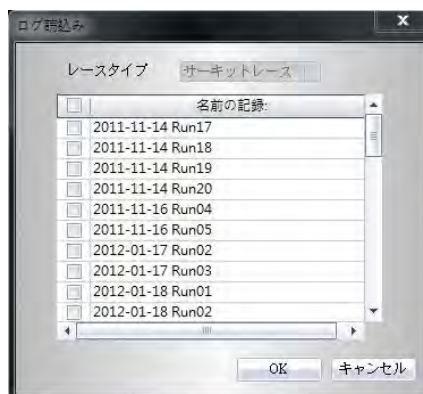 ログ読込み
レースタイプ サーキットレース
名前の記録:
2011-11-14 Run17
2011-11-14 Run18
2011-11-14 Run19
2011-11-14 Run20
2011-11-16 Run04
2011-11-16 Run05
2012-01-17 Run02
2012-01-17 Run03
2012-01-18 Run01
2012-01-18 Run02
OK キャンセル